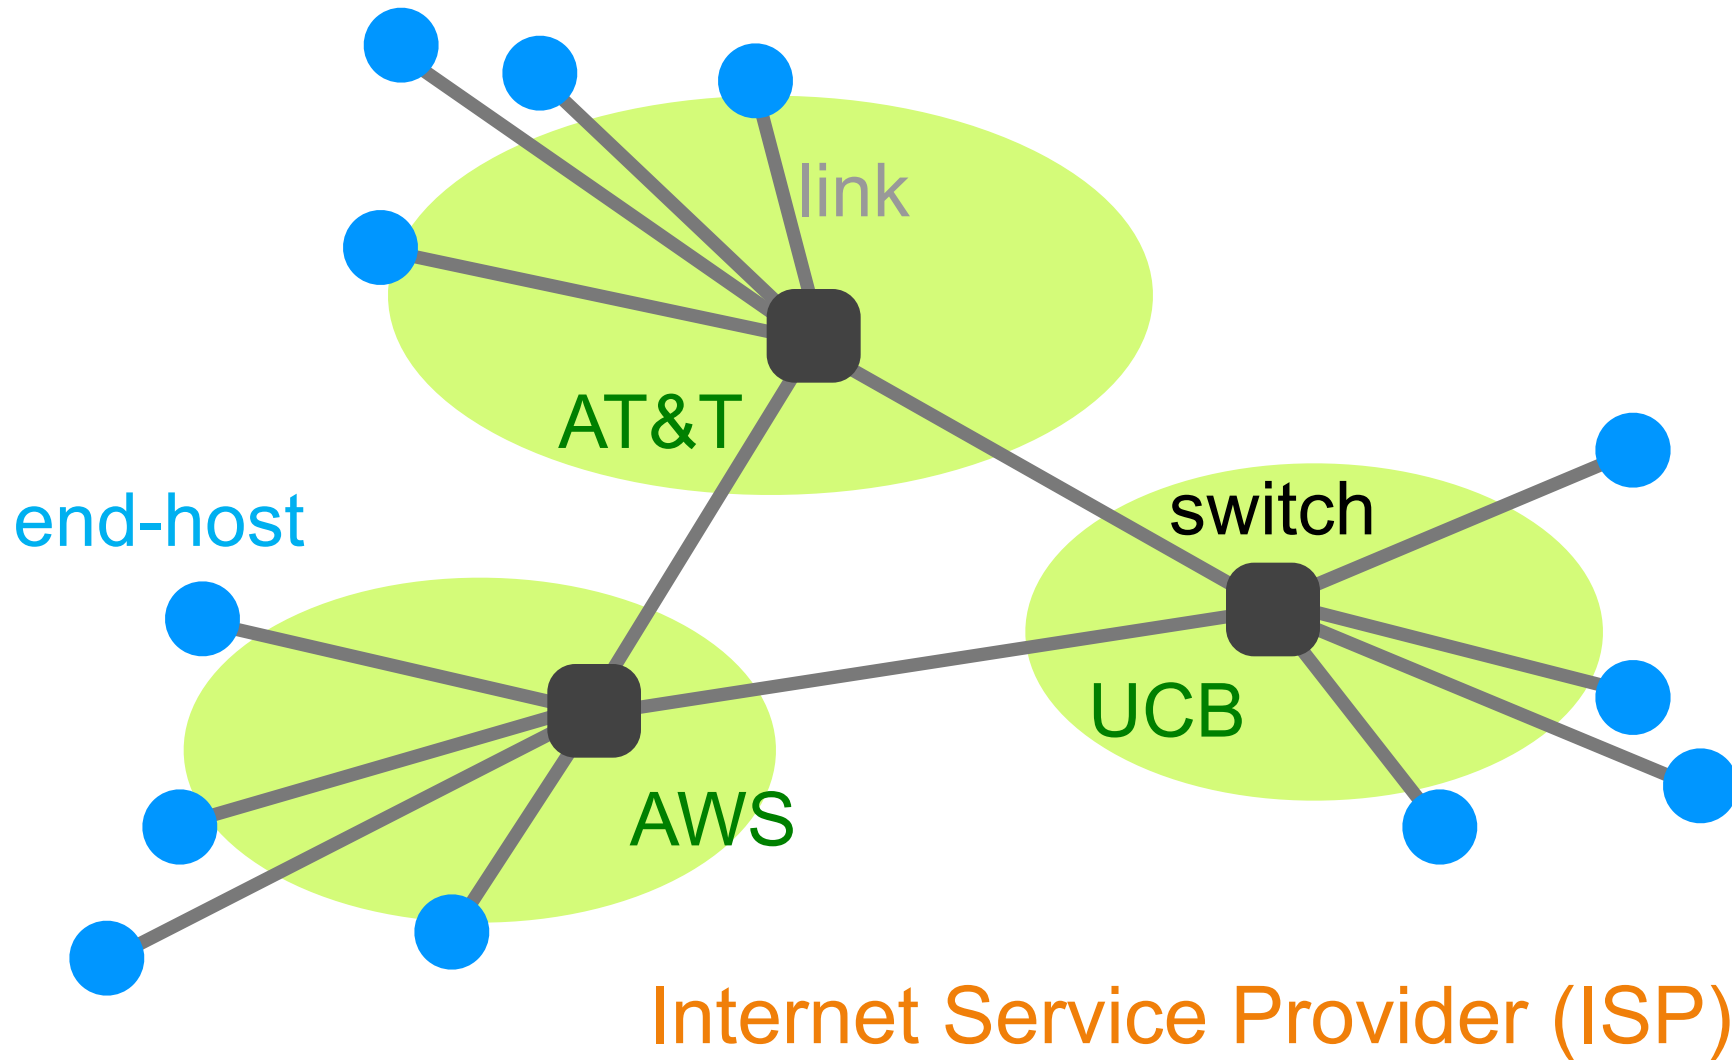 link
AT&T
end-host
switch
UCB
AWS
Internet Service Provider (ISP)